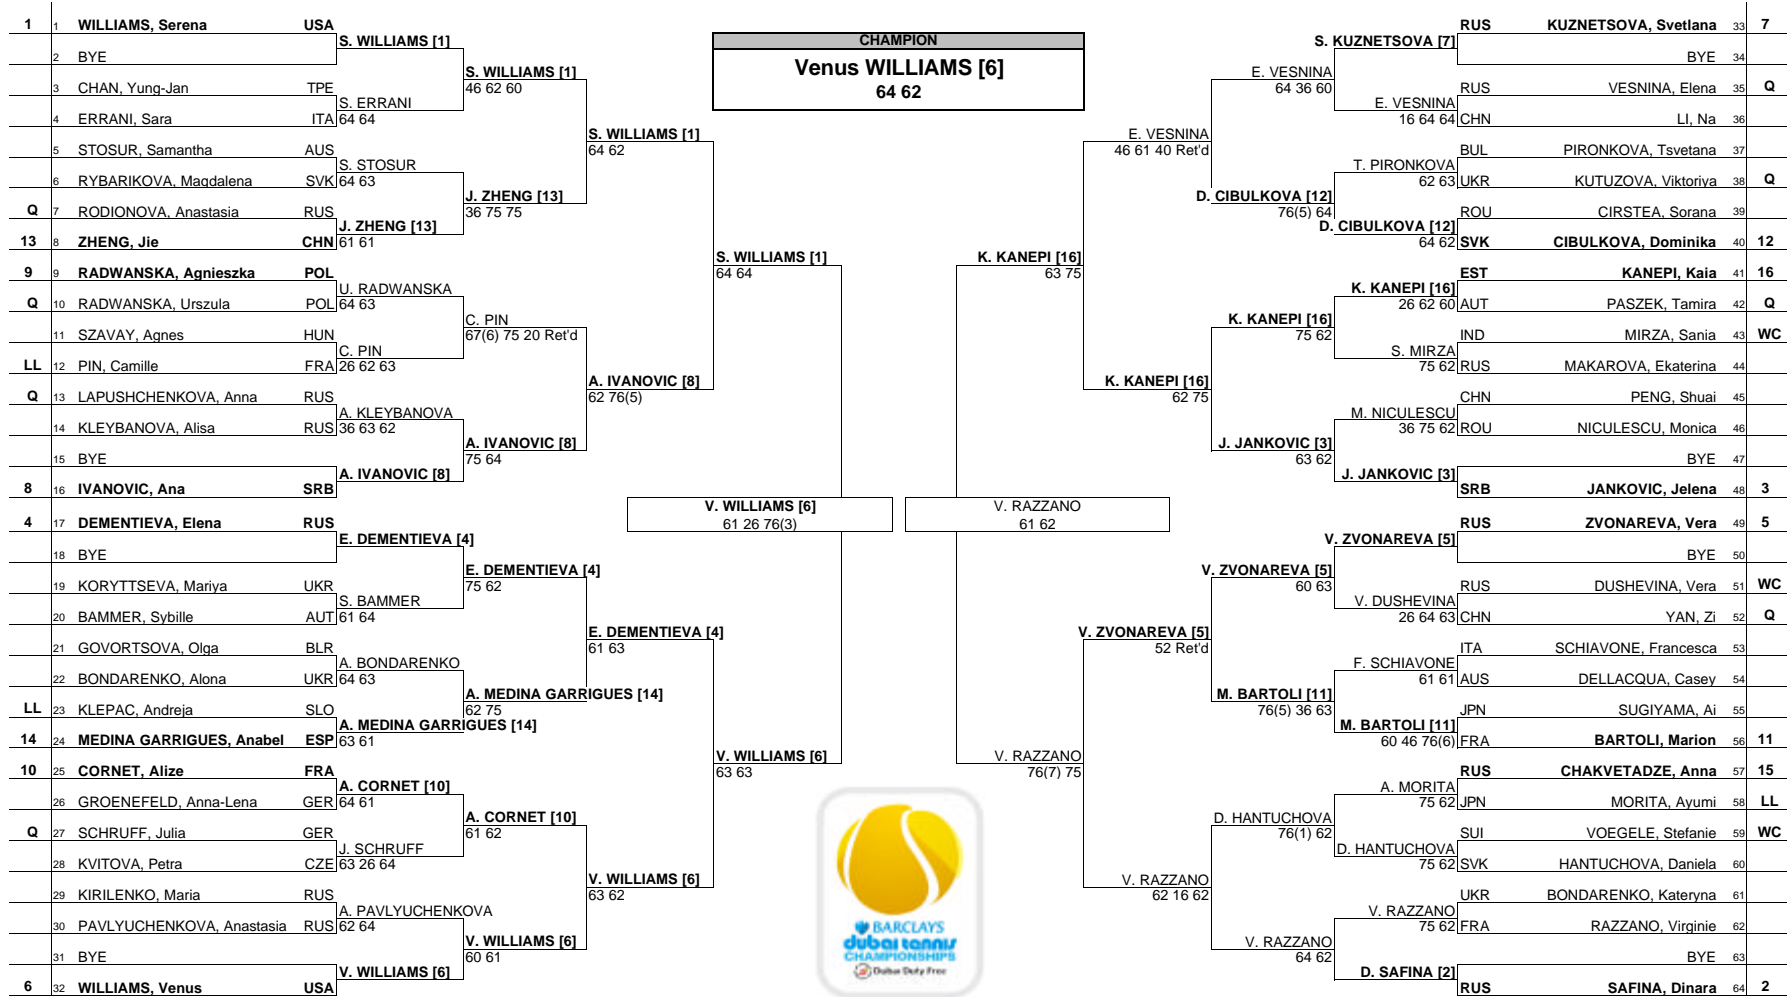 CHAMPION
Venus WILLIAMS [6]
64 62
1 1 WILLIAMS, Serena USA
S. WILLIAMS [1]
2 BYE
S. WILLIAMS [1]
46 62 60
3 CHAN, Yung-Jan TPE
S. ERRANI
64 64
4 ERRANI, Sara ITA
S. WILLIAMS [1]
64 62
5 STOSUR, Samantha AUS
S. STOSUR
64 63
6 RYBARIKOVA, Magdalena SVK
J. ZHENG [13]
36 75 75
Q 7 RODIONOVA, Anastasia RUS
J. ZHENG [13]
61 61
13 8 ZHENG, Jie CHN
S. WILLIAMS [1]
64 64
9 9 RADWANSKA, Agnieszka POL
U. RADWANSKA
64 63
Q 10 RADWANSKA, Urszula POL
C. PIN
67(6) 75 20 Ret'd
11 SZAVAY, Agnes HUN
C. PIN
26 62 63
LL 12 PIN, Camille FRA
A. IVANOVIC [8]
62 76(5)
Q 13 LAPUSHCHENKOVA, Anna RUS
A. KLEYBANOVA
36 63 62
14 KLEYBANOVA, Alisa RUS
A. IVANOVIC [8]
75 64
15 BYE
A. IVANOVIC [8]
8 16 IVANOVIC, Ana SRB
V. WILLIAMS [6]
61 26 76(3)
4 17 DEMENTIEVA, Elena RUS
E. DEMENTIEVA [4]
18 BYE
E. DEMENTIEVA [4]
75 62
19 KORYTTSEVA, Mariya UKR
S. BAMMER
61 64
20 BAMMER, Sybille AUT
E. DEMENTIEVA [4]
61 63
21 GOVORTSOVA, Olga BLR
A. BONDARENKO
64 63
22 BONDARENKO, Alona UKR
A. MEDINA GARRIGUES [14]
62 75
LL 23 KLEPAC, Andreja SLO
A. MEDINA GARRIGUES [14]
63 61
14 24 MEDINA GARRIGUES, Anabel ESP
V. WILLIAMS [6]
63 63
10 25 CORNET, Alize FRA
A. CORNET [10]
64 61
26 GROENEFELD, Anna-Lena GER
A. CORNET [10]
61 62
Q 27 SCHRUFF, Julia GER
J. SCHRUFF
63 26 64
28 KVITOVA, Petra CZE
V. WILLIAMS [6]
63 62
29 KIRILENKO, Maria RUS
A. PAVLYUCHENKOVA
62 64
30 PAVLYUCHENKOVA, Anastasia RUS
V. WILLIAMS [6]
60 61
31 BYE
V. WILLIAMS [6]
6 32 WILLIAMS, Venus USA
RUS KUZNETSOVA, Svetlana 33 7
S. KUZNETSOVA [7]
BYE 34
E. VESNINA
64 36 60
RUS VESNINA, Elena 35 Q
E. VESNINA
16 64 64
CHN LI, Na 36
E. VESNINA
46 61 40 Ret'd
BUL PIRONKOVA, Tsvetana 37
T. PIRONKOVA
62 63
UKR KUTUZOVA, Viktoriya 38 Q
D. CIBULKOVA [12]
76(5) 64
ROU CIRSTEA, Sorana 39
D. CIBULKOVA [12]
64 62
SVK CIBULKOVA, Dominika 40 12
K. KANEPI [16]
63 75
EST KANEPI, Kaia 41 16
K. KANEPI [16]
26 62 60
AUT PASZEK, Tamira 42 Q
K. KANEPI [16]
75 62
IND MIRZA, Sania 43 WC
S. MIRZA
75 62
RUS MAKAROVA, Ekaterina 44
K. KANEPI [16]
62 75
CHN PENG, Shuai 45
M. NICULESCU
36 75 62
ROU NICULESCU, Monica 46
J. JANKOVIC [3]
63 62
BYE 47
J. JANKOVIC [3]
SRB JANKOVIC, Jelena 48 3
V. RAZZANO
61 62
RUS ZVONAREVA, Vera 49 5
V. ZVONAREVA [5]
BYE 50
V. ZVONAREVA [5]
60 63
RUS DUSHEVINA, Vera 51 WC
V. DUSHEVINA
26 64 63
CHN YAN, Zi 52 Q
V. ZVONAREVA [5]
52 Ret'd
ITA SCHIAVONE, Francesca 53
F. SCHIAVONE
61 61
AUS DELLACQUA, Casey 54
M. BARTOLI [11]
76(5) 36 63
JPN SUGIYAMA, Ai 55
M. BARTOLI [11]
60 46 76(6)
FRA BARTOLI, Marion 56 11
V. RAZZANO
76(7) 75
RUS CHAKVETADZE, Anna 57 15
A. MORITA
75 62
JPN MORITA, Ayumi 58 LL
D. HANTUCHOVA
76(1) 62
SUI VOEGELE, Stefanie 59 WC
D. HANTUCHOVA
75 62
SVK HANTUCHOVA, Daniela 60
V. RAZZANO
62 16 62
UKR BONDARENKO, Kateryna 61
V. RAZZANO
75 62
FRA RAZZANO, Virginie 62
V. RAZZANO
64 62
BYE 63
D. SAFINA [2]
RUS SAFINA, Dinara 64 2
BARCLAYS
dubai tennis
CHAMPIONSHIPS
Dubai Duty Free